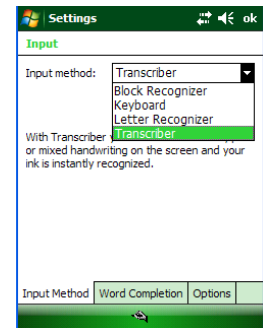 Settings ok
Input
Input method: Transcriber
Block Recognizer
Keyboard
Letter Recognizer
Transcriber
With Transcriber
or mixed handwriting on the screen and your
ink is instantly recognized.
Input Method Word Completion Options